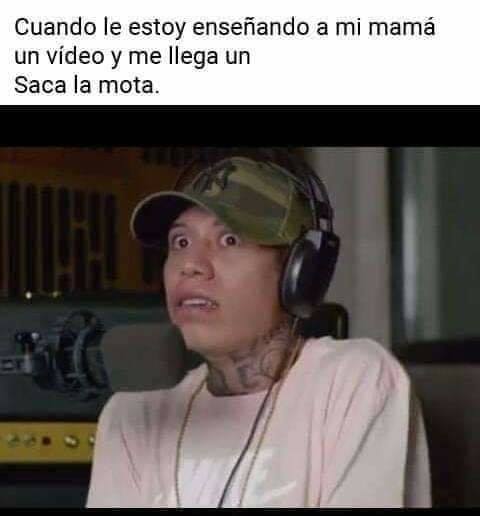 Cuando le estoy enseñando a mi mamá
un vídeo y me llega un
Saca la mota.